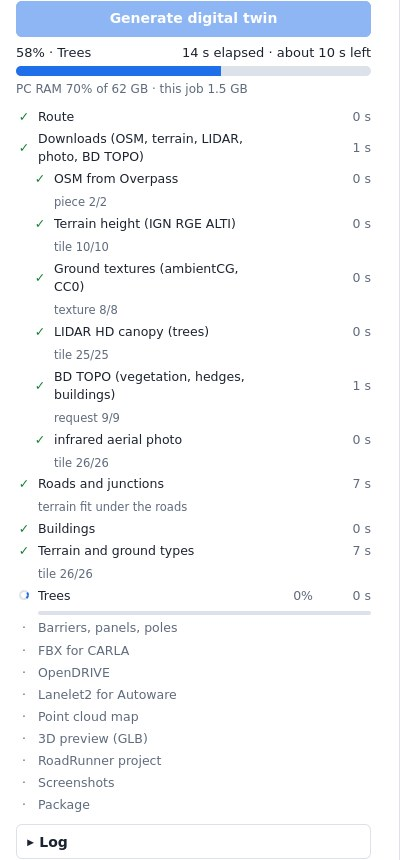 Generate digital twin
58% · Trees 14 s elapsed · about 10 s left
PC RAM 70% of 62 GB · this job 1.5 GB
✓ Route 0 s
✓ Downloads (OSM, terrain, LIDAR,
photo, BD TOPO) 1 s
✓ OSM from Overpass 0 s
piece 2/2
✓ Terrain height (IGN RGE ALTI) 0 s
tile 10/10
✓ Ground textures (ambientCG,
CC0) 0 s
texture 8/8
✓ LIDAR HD canopy (trees) 0 s
tile 25/25
✓ BD TOPO (vegetation, hedges,
buildings) 1 s
request 9/9
✓ infrared aerial photo 0 s
tile 26/26
✓ Roads and junctions 7 s
terrain fit under the roads
✓ Buildings 0 s
✓ Terrain and ground types 7 s
tile 26/26
Trees 0% 0 s
· Barriers, panels, poles
· FBX for CARLA
· OpenDRIVE
· Lanelet2 for Autoware
· Point cloud map
· 3D preview (GLB)
· RoadRunner project
· Screenshots
· Package
▸ Log